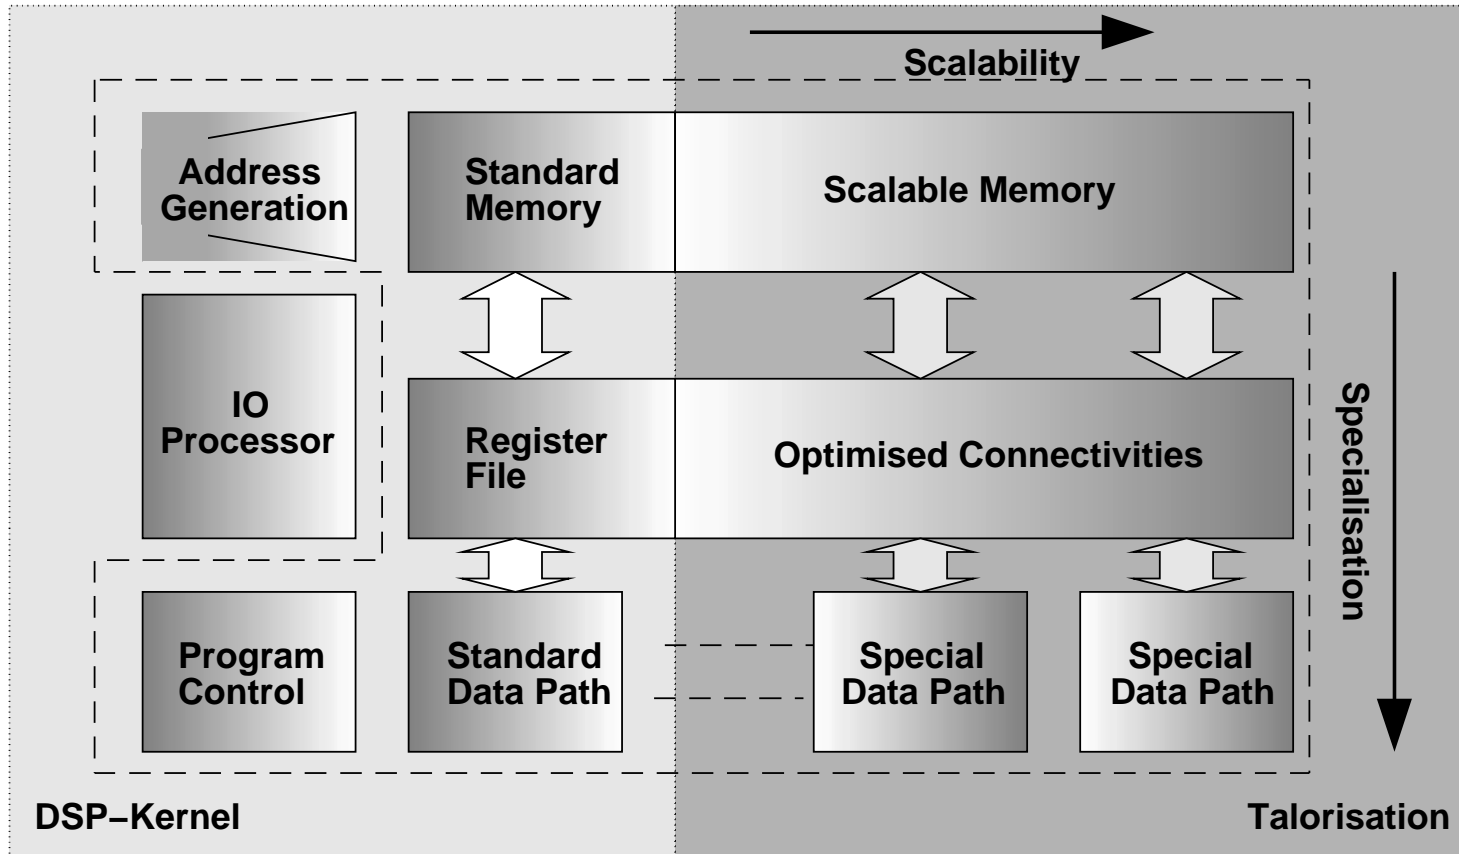 Scalability
Address
Generation
Standard
Memory
Scalable Memory
IO
Processor
Register
File
Optimised Connectivities
Specialisation
Program
Control
Standard
Data Path
Special
Data Path
Special
Data Path
DSP–Kernel
Talorisation